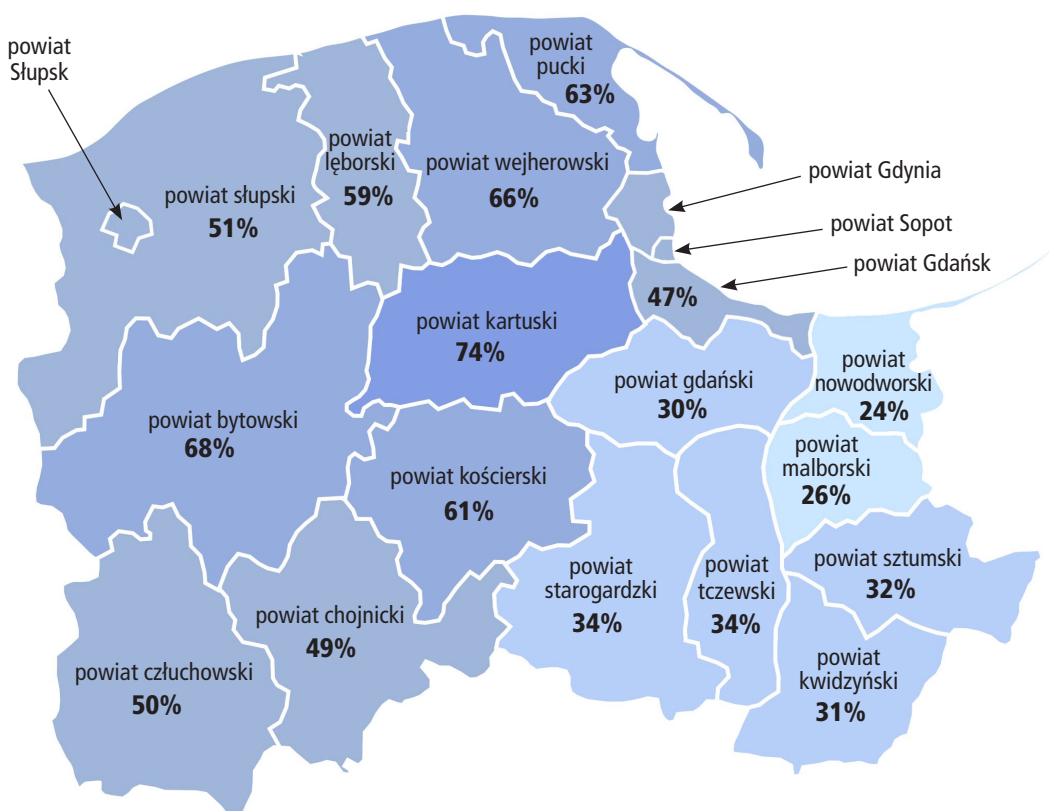 powiat
Słupsk
powiat
pucki
63%
powiat
lęborski
59%
powiat wejherowski
66%
powiat Gdynia
powiat słupski
51%
powiat Sopot
powiat Gdańsk
47%
powiat kartuski
74%
powiat
nowodworski
24%
powiat gdański
30%
powiat bytowski
68%
powiat
malborski
26%
powiat kościerski
61%
powiat sztumski
32%
powiat
starogardzki
34%
powiat
tczewski
34%
powiat chojnicki
49%
powiat człuchowski
50%
powiat
kwidzyński
31%